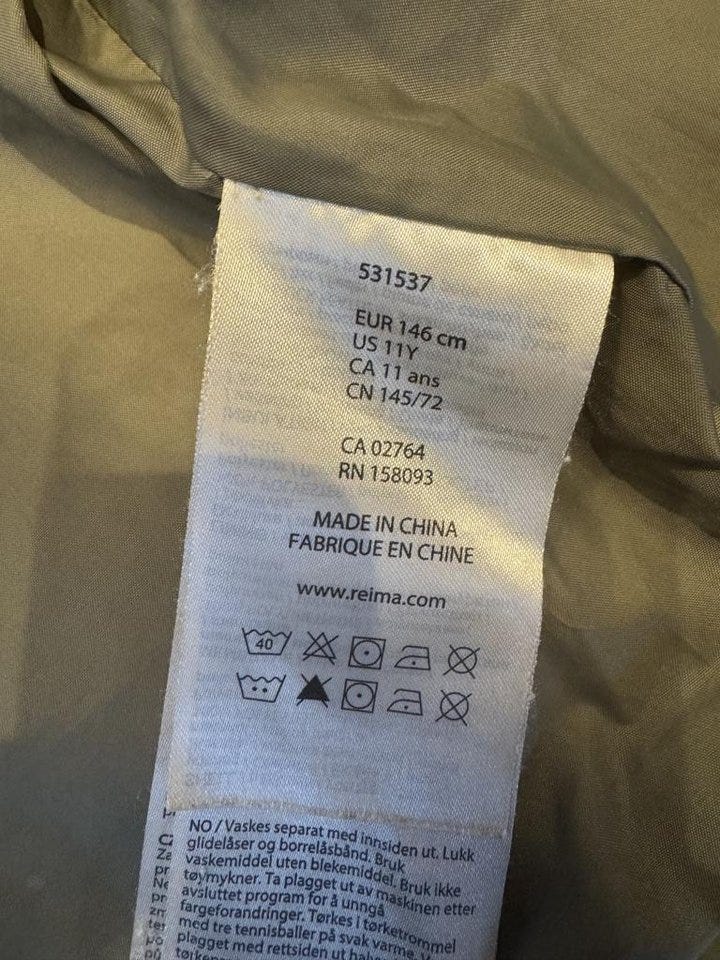 531537
EUR 146 cm
US 11Y
CA 11 ans
CN 145/72
CA 02764
RN 158093
MADE IN CHINA
FABRIQUE EN CHINE
www.reima.com
40
NO / Vaskes separat med innsiden ut. Lukk
glidelåser og borrelåsbånd. Bruk
vaskemiddel uten blekemiddel. Bruk ikke
tøymykner. Ta plagget ut av maskinen etter
avsluttet program for å unngå
fargeforandringer. Tørkes i tørketrommel
med tre tennisballer på svak varme.
plagget med rettsiden ut